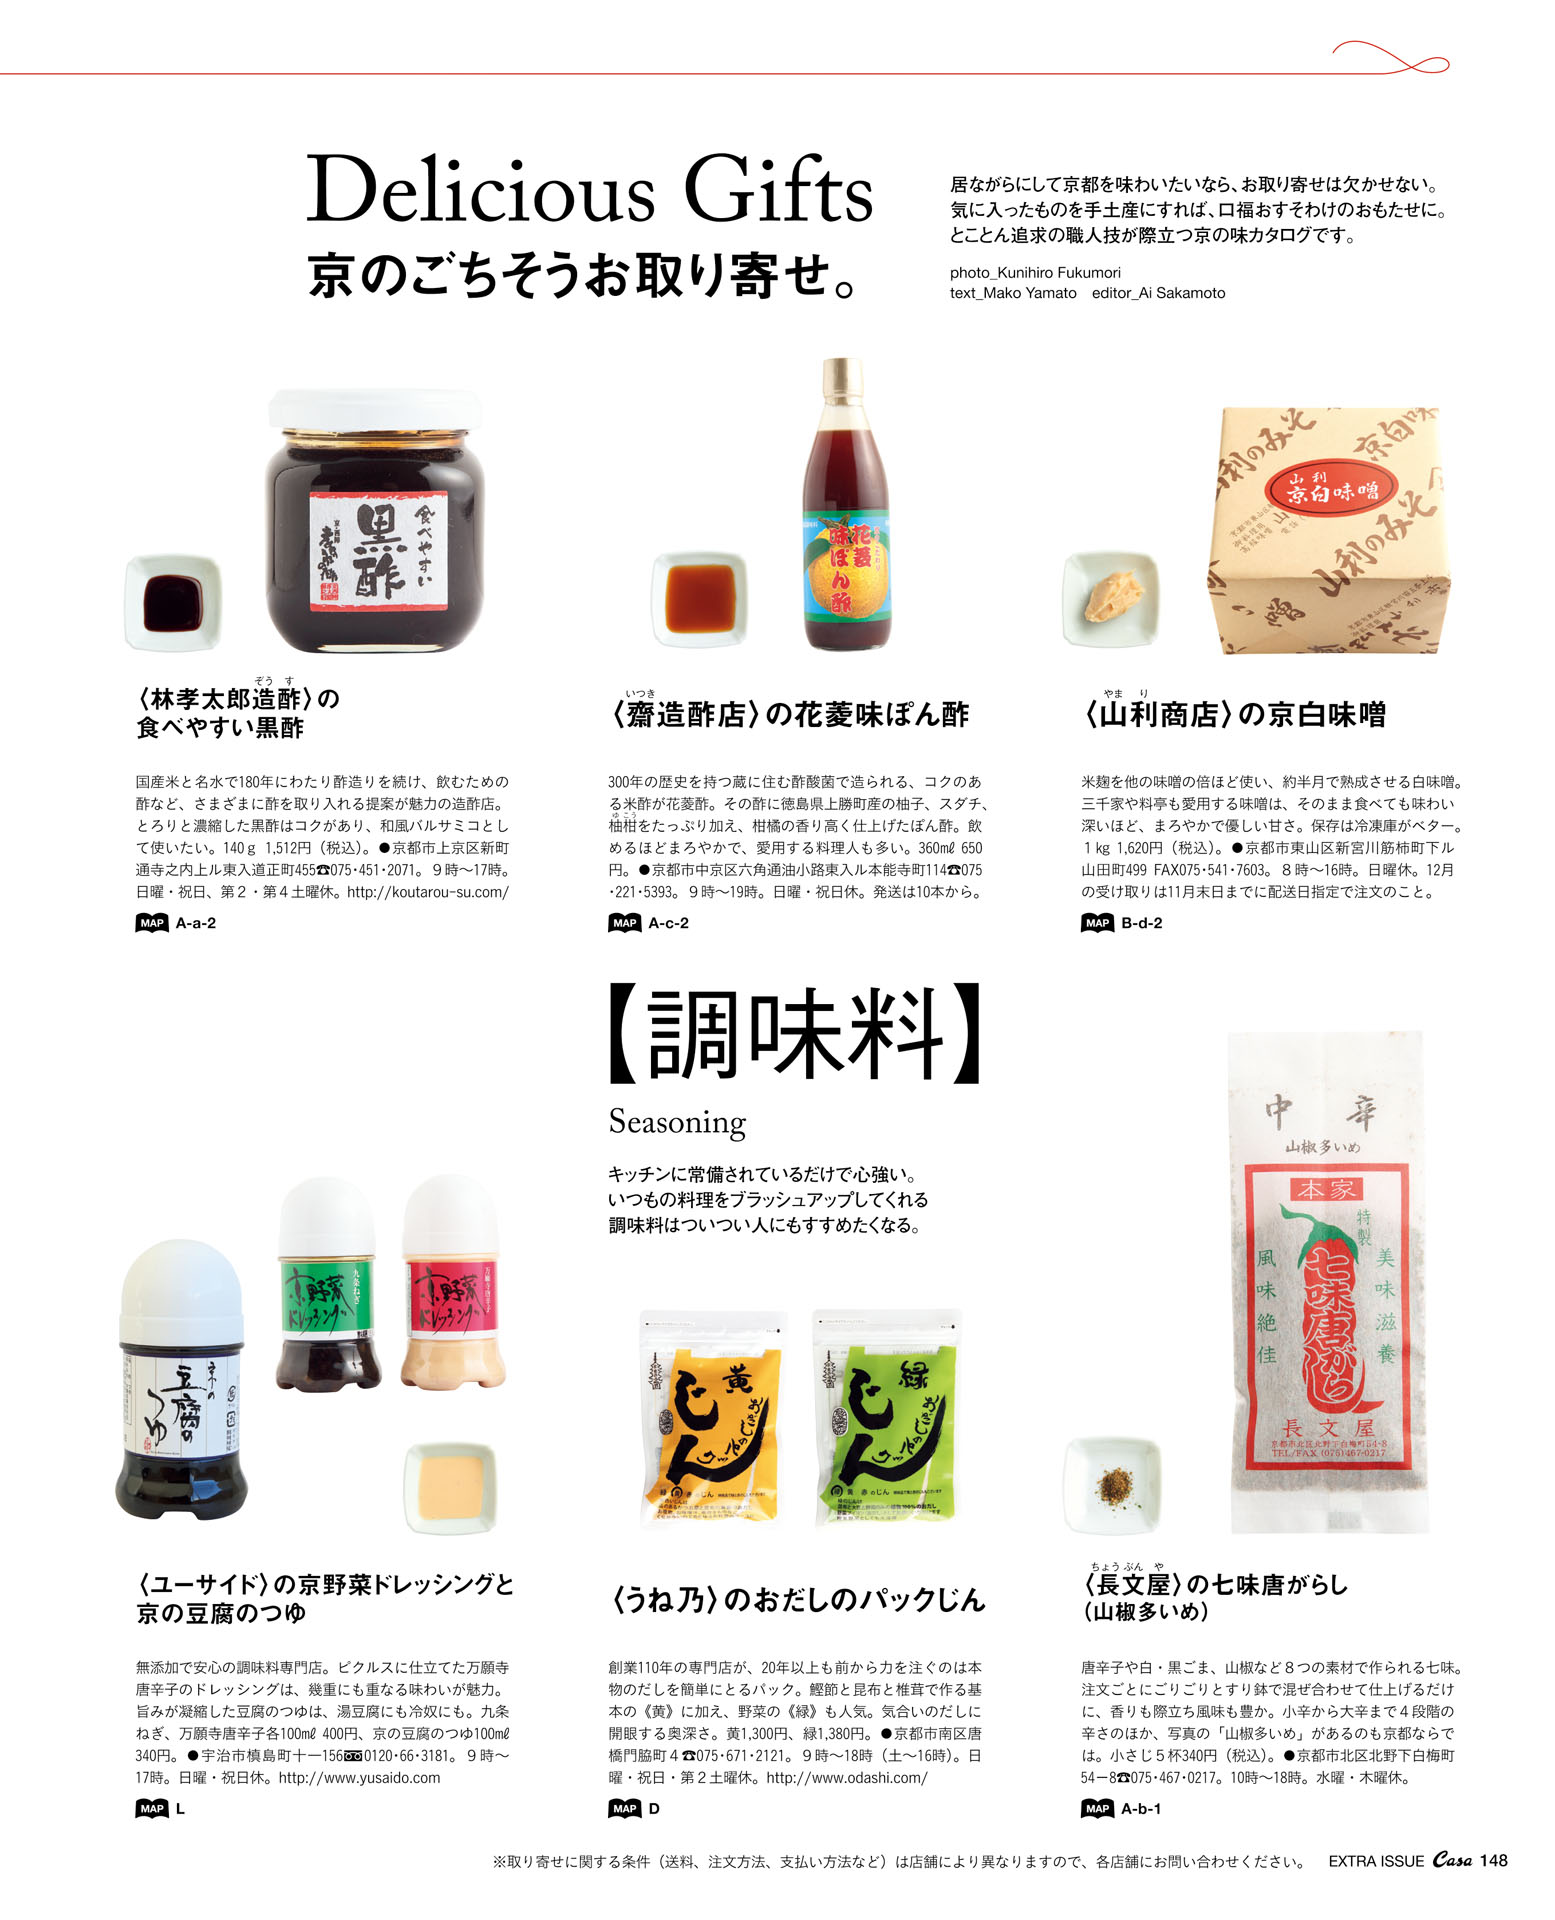 Delicious Gifts
京のごちそうお取り寄せ。
居ながらにして京都を味わいたいなら、お取り寄せは欠かせない。
気に入ったものを手土産にすれば、口福おすそわけのおもたせに。
とことん追求の職人技が際立つ京の味カタログです。
photo_Kunihiro Fukumori
text_Mako Yamato editor_Ai Sakamoto
食べやすい
黒酢
花菱
味ぽん酢
山利
京白味噌
山利のみそ
京白味噌
〈林孝太郎造酢〉の
ぞう す
食べやすい黒酢
国産米と名水で180年にわたり酢造りを続け、飲むための
酢など、さまざまに酢を取り入れる提案が魅力の造酢店。
とろりと濃縮した黒酢はコクがあり、和風バルサミコとし
て使いたい。140g 1,512円（税込）。●京都市上京区新町
通寺之内上ル東入道正町455☎075･451･2071。９時〜17時。
日曜・祝日、第２・第４土曜休。http://koutarou-su.com/
MAP A-a-2
いつき
〈齋造酢店〉の花菱味ぽん酢
300年の歴史を持つ蔵に住む酢酸菌で造られる、コクのあ
る米酢が花菱酢。その酢に徳島県上勝町産の柚子、スダチ、
ゆこう
柚柑をたっぷり加え、柑橘の香り高く仕上げたぽん酢。飲
めるほどまろやかで、愛用する料理人も多い。360㎖ 650
円。●京都市中京区六角通油小路東入ル本能寺町114☎075
･221･5393。９時〜19時。日曜・祝日休。発送は10本から。
MAP A-c-2
やま り
〈山利商店〉の京白味噌
米麹を他の味噌の倍ほど使い、約半月で熟成させる白味噌。
三千家や料亭も愛用する味噌は、そのまま食べても味わい
深いほど、まろやかで優しい甘さ。保存は冷凍庫がベター。
１kg 1,620円（税込）。●京都市東山区新宮川筋柿町下ル
山田町499 FAX075･541･7603。８時〜16時。日曜休。12月
の受け取りは11月末日までに配送日指定で注文のこと。
MAP B-d-2
【調味料】
Seasoning
キッチンに常備されているだけで心強い。
いつもの料理をブラッシュアップしてくれる
調味料はついつい人にもすすめたくなる。
京の
豆腐の
つゆ
九条ねぎ
京野菜
ドレッシング
万願寺唐辛子
京野菜
ドレッシング
黄
じん
おだしのパック
緑
じん
おだしのパック
中辛
山椒多いめ
本家
特製
七味唐がらし
美味滋養
風味絶佳
長文屋
京都市北区北野下白梅町54-8
TEL/FAX (075)467-0217
〈ユーサイド〉の京野菜ドレッシングと
京の豆腐のつゆ
無添加で安心の調味料専門店。ピクルスに仕立てた万願寺
唐辛子のドレッシングは、幾重にも重なる味わいが魅力。
旨みが凝縮した豆腐のつゆは、湯豆腐にも冷奴にも。九条
ねぎ、万願寺唐辛子各100㎖ 400円、京の豆腐のつゆ100㎖
340円。●宇治市槙島町十一156 0120･66･3181。９時〜
17時。日曜・祝日休。http://www.yusaido.com
MAP L
〈うね乃〉のおだしのパックじん
創業110年の専門店が、20年以上も前から力を注ぐのは本
物のだしを簡単にとるパック。鰹節と昆布と椎茸で作る基
本の《黄》に加え、野菜の《緑》も人気。気合いのだしに
開眼する奥深さ。黄1,300円、緑1,380円。●京都市南区唐
橋門脇町４☎075･671･2121。９時〜18時（土〜16時）。日
曜・祝日・第２土曜休。http://www.odashi.com/
MAP D
ちょうぶん や
〈長文屋〉の七味唐がらし
（山椒多いめ）
唐辛子や白・黒ごま、山椒など８つの素材で作られる七味。
注文ごとにごりごりとすり鉢で混ぜ合わせて仕上げるだけ
に、香りも際立ち風味も豊か。小辛から大辛まで４段階の
辛さのほか、写真の「山椒多いめ」があるのも京都ならで
は。小さじ５杯340円（税込）。●京都市北区北野下白梅町
54−8☎075･467･0217。10時〜18時。水曜・木曜休。
MAP A-b-1
※取り寄せに関する条件（送料、注文方法、支払い方法など）は店舗により異なりますので、各店舗にお問い合わせください。 EXTRA ISSUE Casa 148